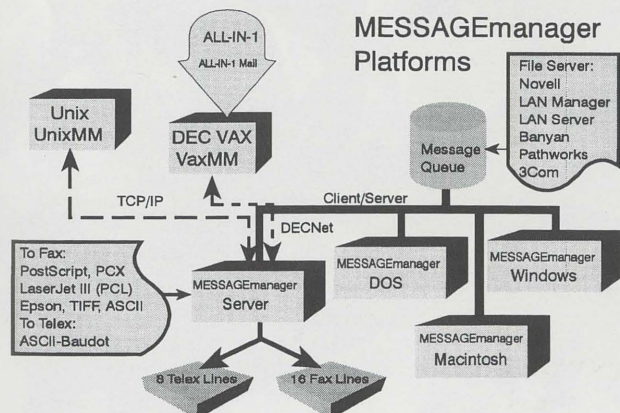 MESSAGEmanager
Platforms
ALL-IN-1
ALL-IN-1 Mail
Unix
UnixMM
DEC VAX
VaxMM
Message
Queue
File Server:
Novell
LAN Manager
LAN Server
Banyan
Pathworks
3Com
TCP/IP
Client/Server
DECNet
To Fax:
PostScript, PCX
LaserJet III (PCL)
Epson, TIFF, ASCII
To Telex:
ASCII-Baudot
MESSAGEmanager
Server
MESSAGEmanager
DOS
MESSAGEmanager
Windows
MESSAGEmanager
Macintosh
8 Telax Lines
16 Fax Lines